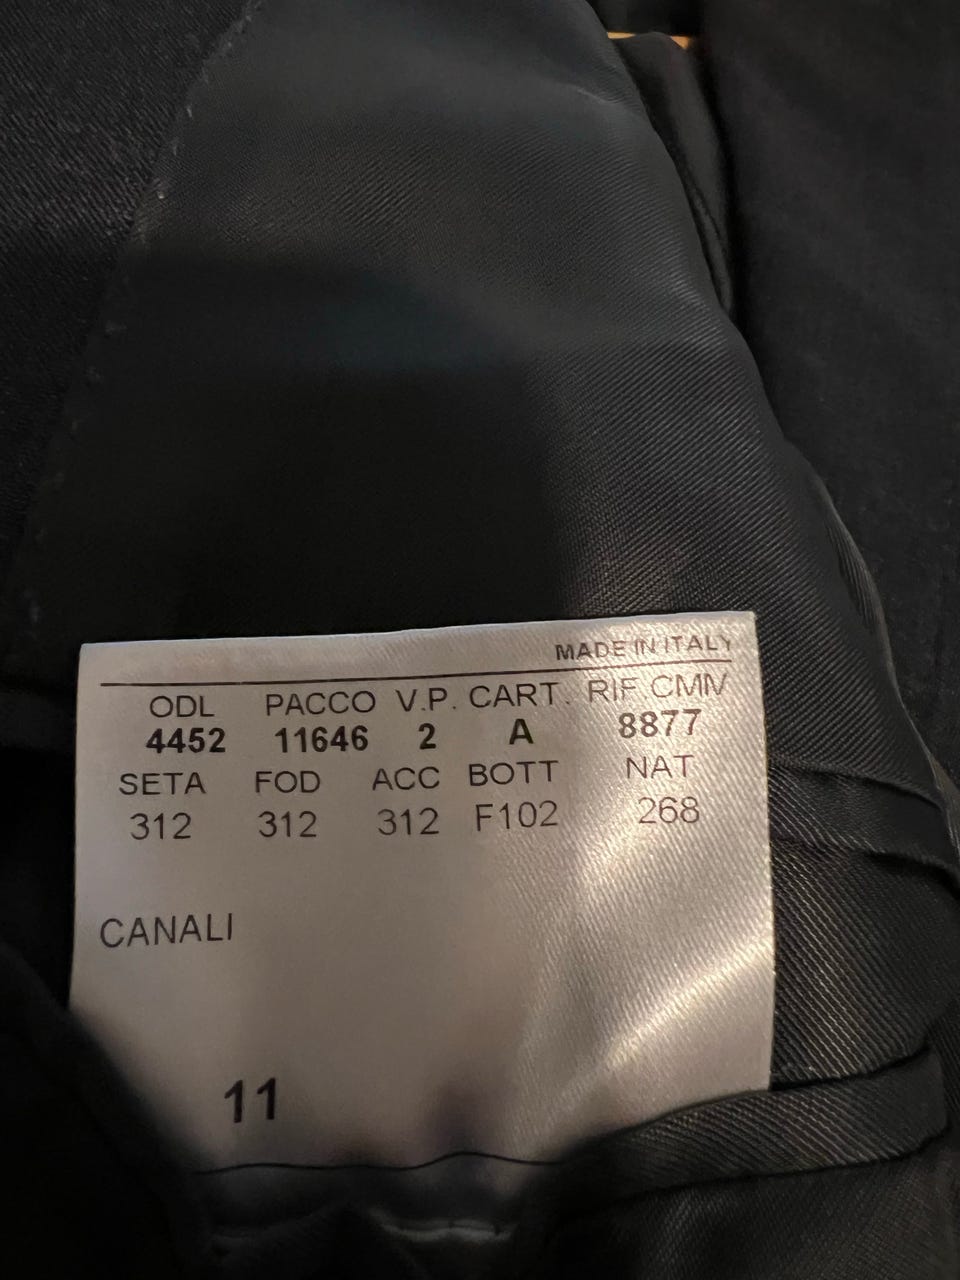 MADE IN ITALY
ODL PACCO V.P. CART. RIF CMN
4452 11646 2 A 8877
SETA FOD ACC BOTT NAT
312 312 312 F102 268
CANALI
11